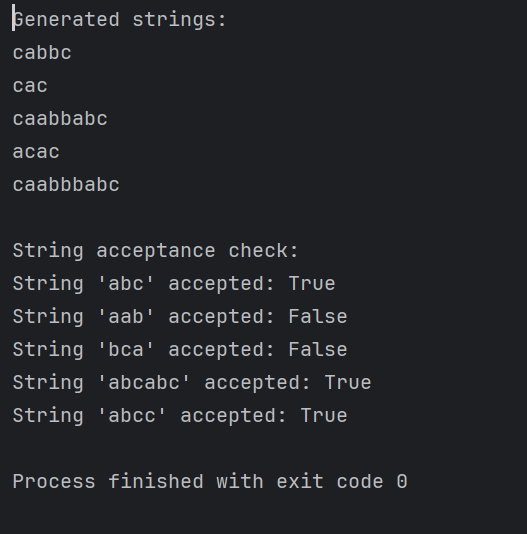 Generated strings:
cabbc
cac
caabbabc
acac
caabbbabc

String acceptance check:
String 'abc' accepted: True
String 'aab' accepted: False
String 'bca' accepted: False
String 'abcabc' accepted: True
String 'abcc' accepted: True

Process finished with exit code 0